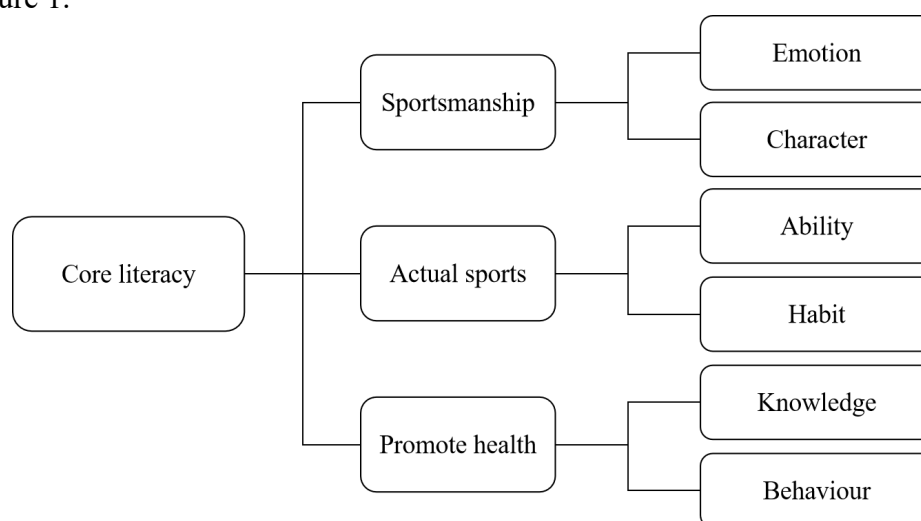 ure 1.
Core literacy
Sportsmanship
Emotion
Character
Actual sports
Ability
Habit
Promote health
Knowledge
Behaviour